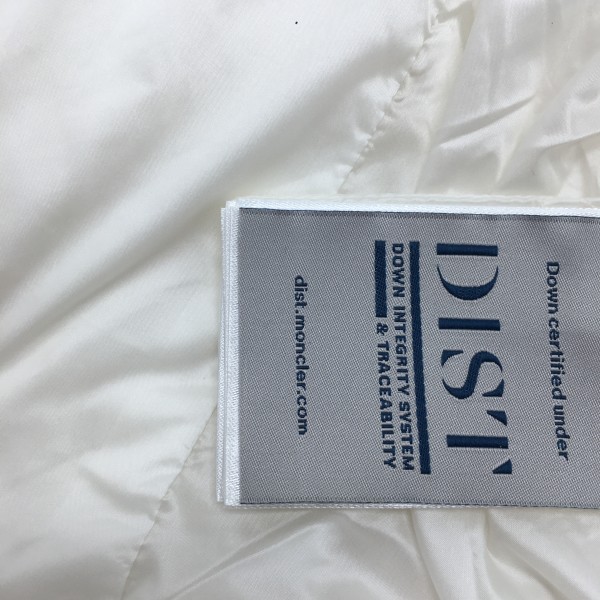 Down certified under
DIST
DOWN INTEGRITY SYSTEM
& TRACEABILITY
dist.moncler.com